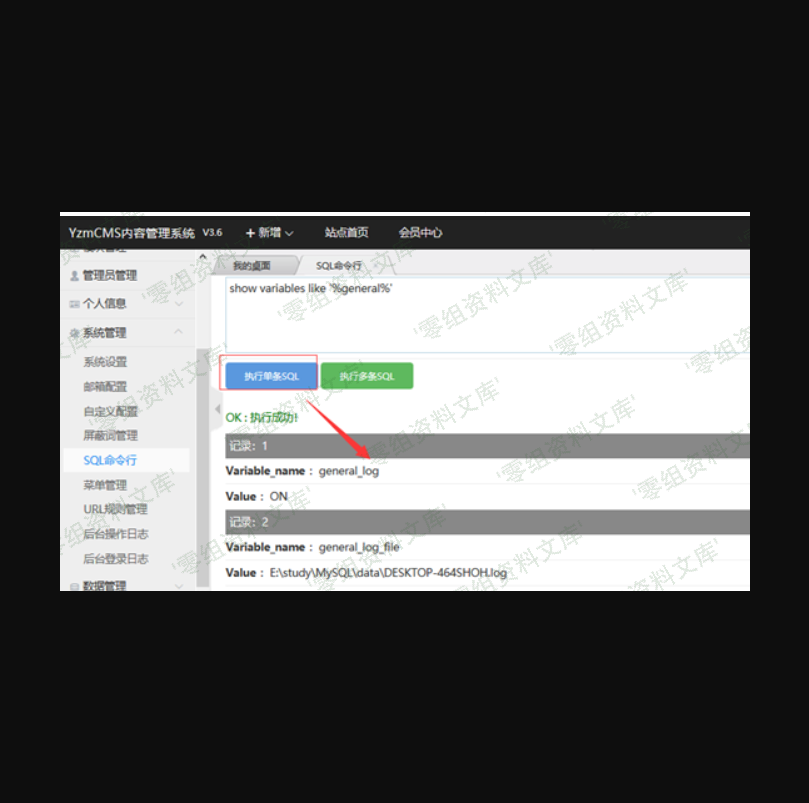 YzmCMS内容管理系统 V3.6 + 新增 站点首页 会员中心
模块管理
管理员管理
个人信息
系统管理
系统设置
邮箱配置
自定义配置
屏蔽词管理
SQL命令行
菜单管理
URL规则管理
后台操作日志
后台登录日志
数据管理
我的桌面 SQL命令行
show variables like '%general%'
执行单条SQL 执行多条SQL
OK : 执行成功!
记录: 1
Variable_name : general_log
Value : ON
记录: 2
Variable_name : general_log_file
Value : E:\study\MySQL\data\DESKTOP-464SHOH.log
'零组资料文库'